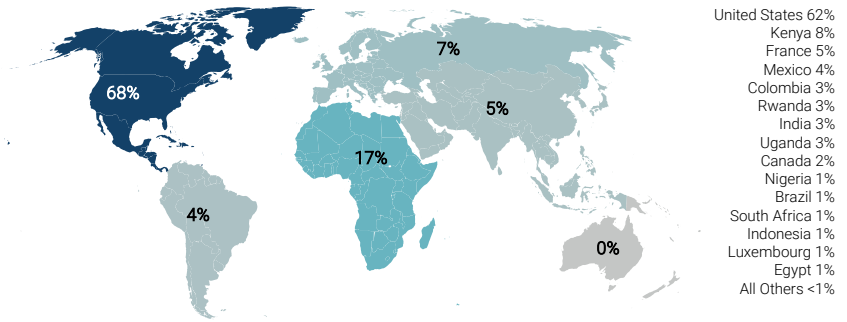 68%
7%
5%
17%
4%
0%
United States 62%
Kenya 8%
France 5%
Mexico 4%
Colombia 3%
Rwanda 3%
India 3%
Uganda 3%
Canada 2%
Nigeria 1%
Brazil 1%
South Africa 1%
Indonesia 1%
Luxembourg 1%
Egypt 1%
All Others <1%